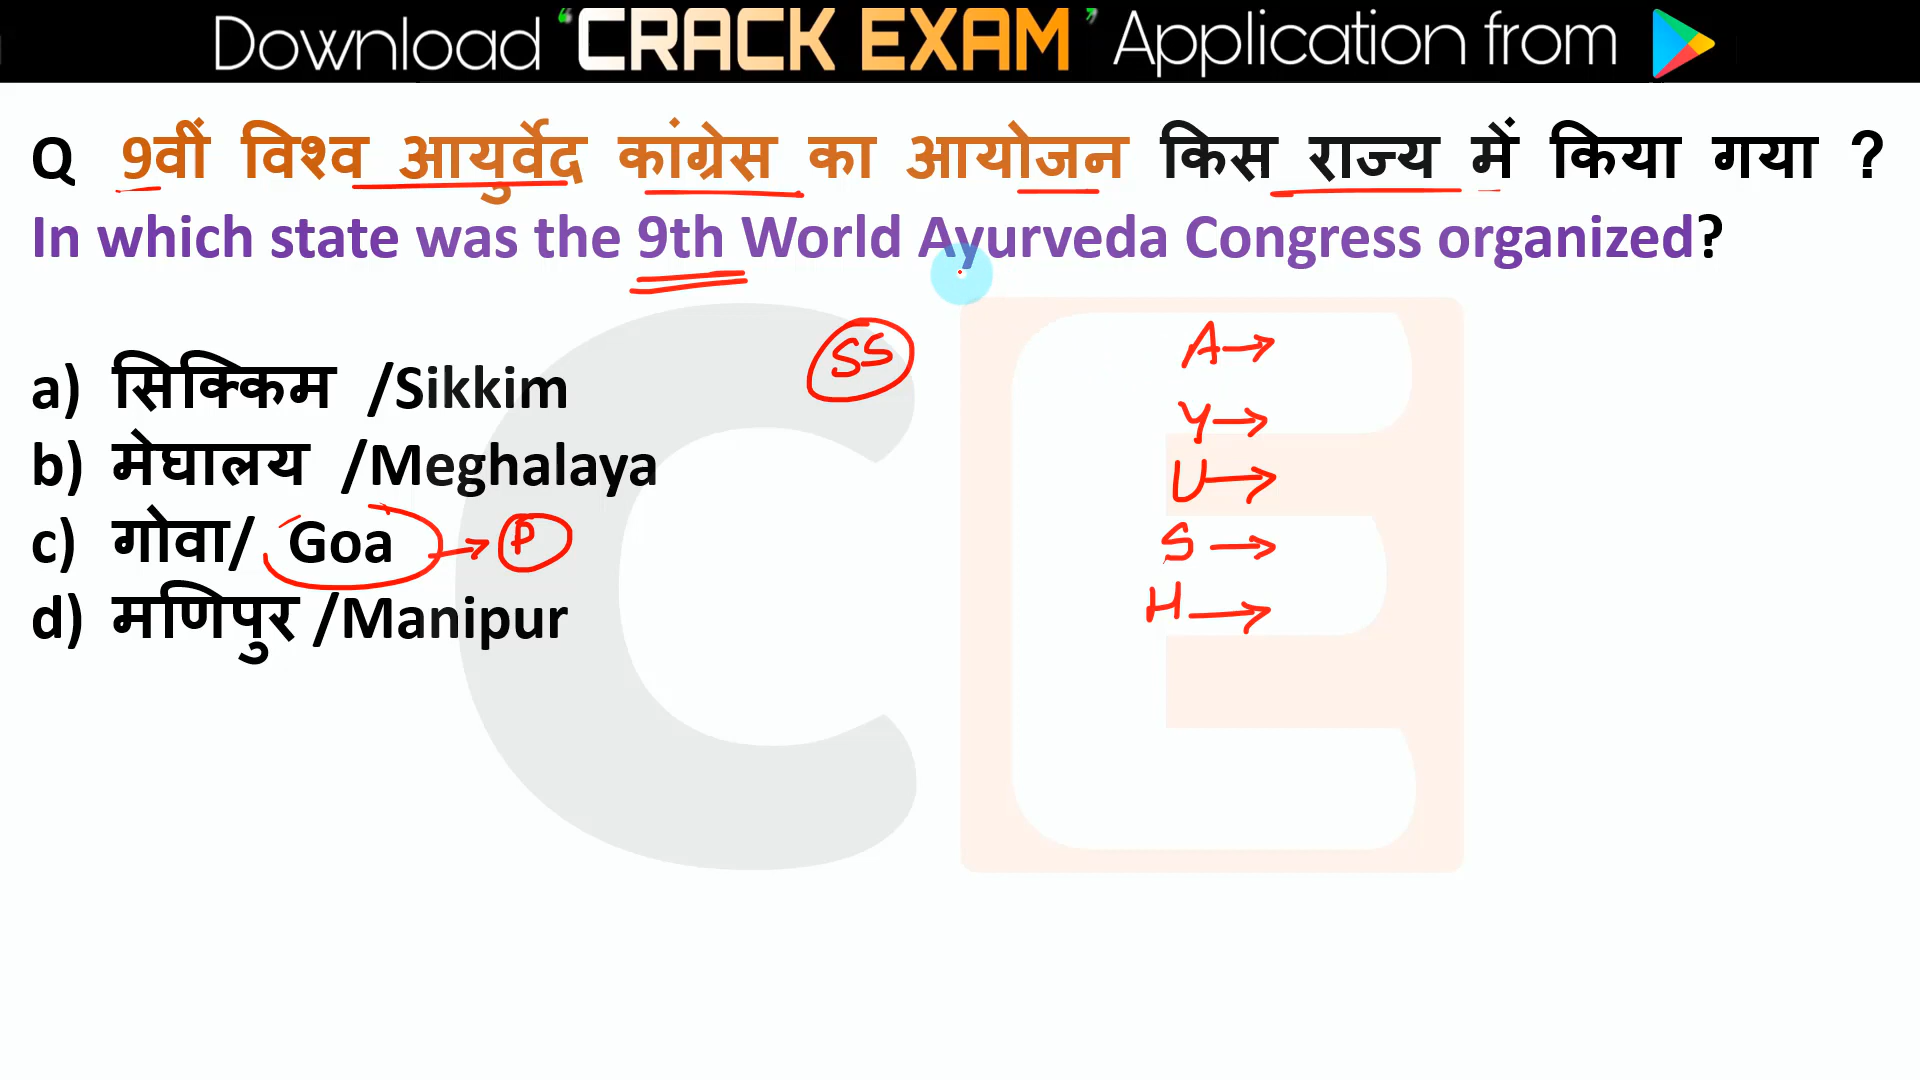 Download ‘CRACK EXAM’ Application from
Q 9वीं विश्व आयुर्वेद कांग्रेस का आयोजन किस राज्य में किया गया ?
In which state was the 9th World Ayurveda Congress organized?
SS
a) सिक्किम /Sikkim
b) मेघालय /Meghalaya
c) गोवा/ Goa → P
d) मणिपुर /Manipur
A →
Y →
U →
S →
H →
CE